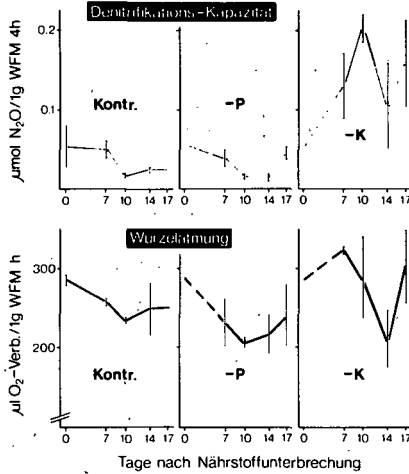 Denitrifikations-Kapazität
µmol N₂O/1g WFM 4h
0.2
0.1
Kontr.
-P
-K
0 7 10 14 17
0 7 10 14 17
0 7 10 14 17
Wurzelatmung
µl O₂-Verb./1g WFM h
300
200
Kontr.
-P
-K
0 7 10 14 17
0 7 10 14 17
0 7 10 14 17
Tage nach Nährstoffunterbrechung